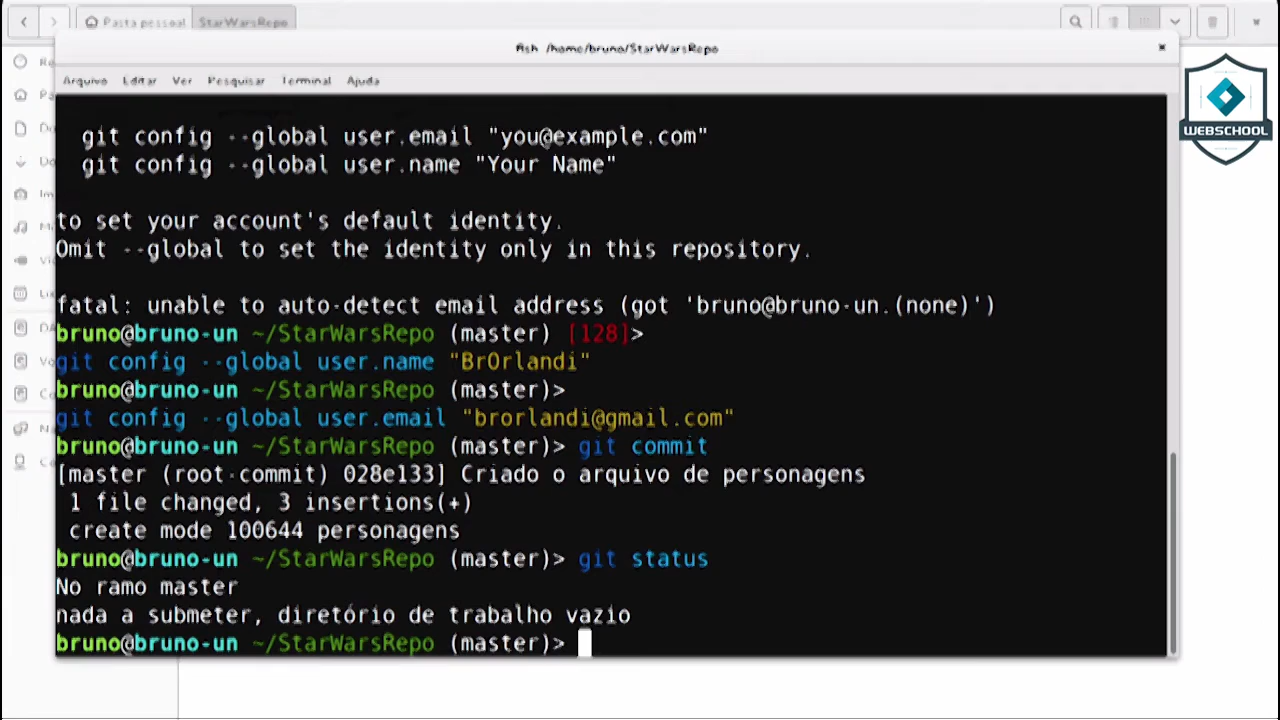 Pasta pessoal StarWarsRepo
fish /home/bruno/StarWarsRepo
Arquivo Editar Ver Pesquisar Terminal Ajuda
WEBSCHOOL
git config --global user.email "you@example.com"
git config --global user.name "Your Name"
to set your account's default identity.
Omit --global to set the identity only in this repository.
fatal: unable to auto-detect email address (got 'bruno@bruno-un.(none)')
bruno@bruno-un ~/StarWarsRepo (master) [128]>
git config --global user.name "BrOrlandi"
bruno@bruno-un ~/StarWarsRepo (master)>
git config --global user.email "brorlandi@gmail.com"
bruno@bruno-un ~/StarWarsRepo (master)> git commit
[master (root-commit) 028e133] Criado o arquivo de personagens
1 file changed, 3 insertions(+)
create mode 100644 personagens
bruno@bruno-un ~/StarWarsRepo (master)> git status
No ramo master
nada a submeter, diretório de trabalho vazio
bruno@bruno-un ~/StarWarsRepo (master)>